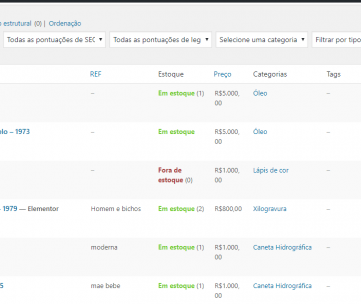 o estrutural (0) | Ordenação
Todas as pontuações de SEC Todas as pontuações de leg Selecione uma categoria Filtrar por tipo
REF Estoque Preço Categorias Tags
– Em estoque (1) R$5.000, Óleo –
00
olo – 1973 – Em estoque R$5.000, Óleo –
00
– Fora de R$1.000, Lápis de cor –
estoque (0) 00
1979 — Elementor Homem e bichos Em estoque (2) R$800,00 Xilogravura –
moderna Em estoque (1) R$1.000, Caneta Hidrográfica –
00
5 mae bebe Em estoque (1) R$1.000, Caneta Hidrográfica –
00